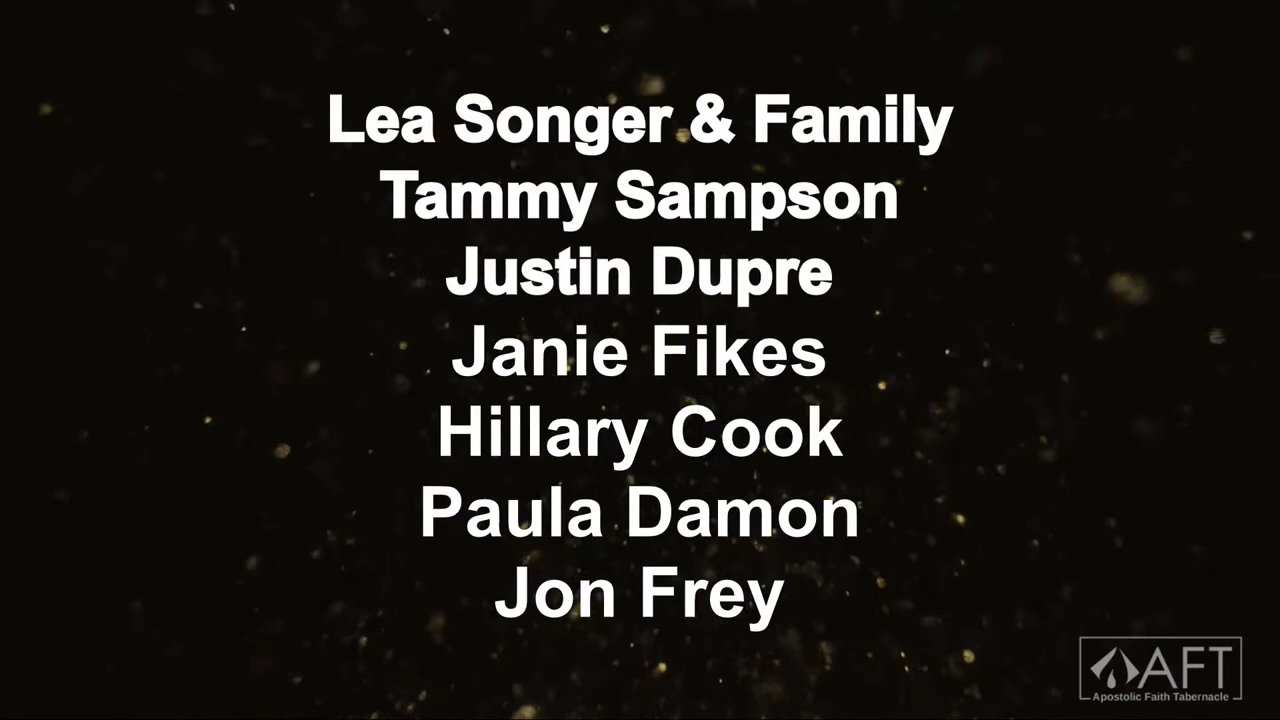 Lea Songer & Family
Tammy Sampson
Justin Dupre
Janie Fikes
Hillary Cook
Paula Damon
Jon Frey
AFT
Apostolic Faith Tabernacle